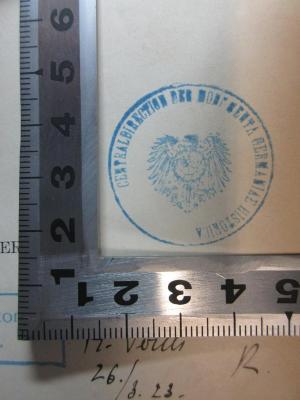 6
5
4
3
2
1
1 2 3 4 5
CENTRALDIRECTION DER MONUMENTA GERMANIAE HISTORICA
ER
26./3. 23.
R.